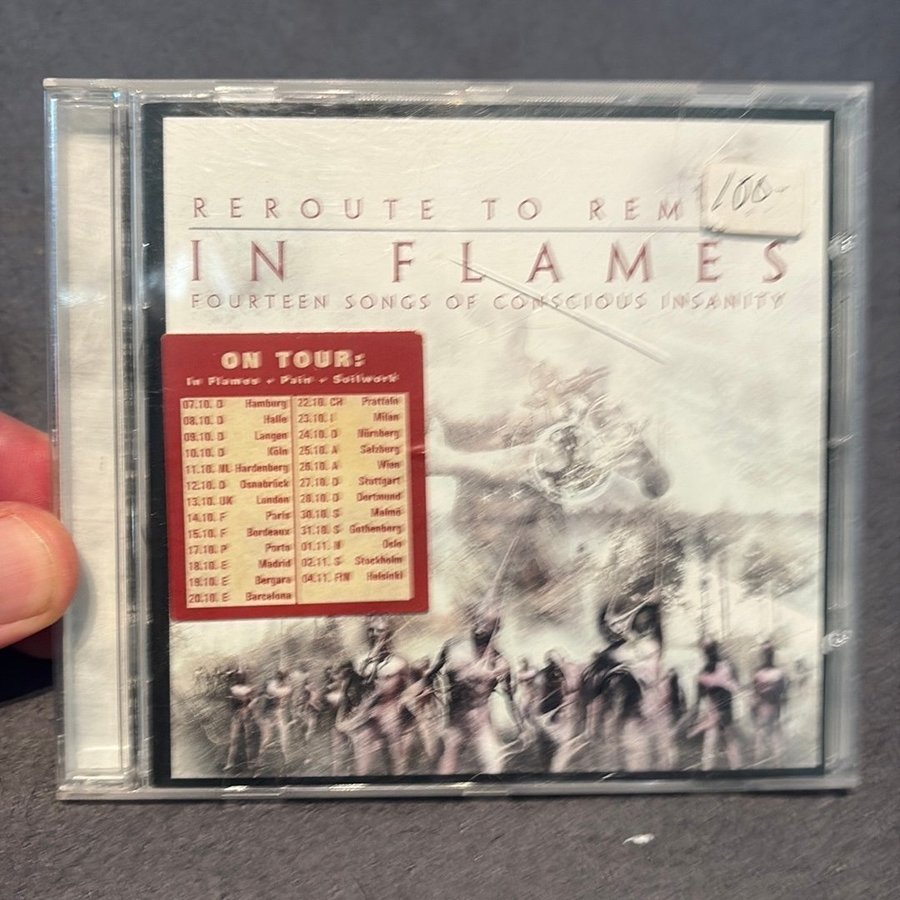 REROUTE TO REM
100-
IN FLAMES
FOURTEEN SONGS OF CONSCIOUS INSANITY
ON TOUR:
In Flames + Pain + Soilwork
07.10. D Hamburg
08.10. D Halle
09.10. D Langen
10.10. D Köln
11.10. NL Hardenberg
12.10. D Osnabrück
13.10. UK London
14.10. F Paris
15.10. F Bordeaux
17.10. P Porto
18.10. E Madrid
19.10. E Bergara
20.10. E Barcelona
22.10. CH Pratteln
23.10. I Milan
24.10. D Nürnberg
25.10. A Salzberg
26.10. A Wien
27.10. D Stuttgart
28.10. D Dortmund
30.10. S Malmö
31.10. S Gothenberg
01.11. N Oslo
02.11. S Stockholm
04.11. FIN Helsinki